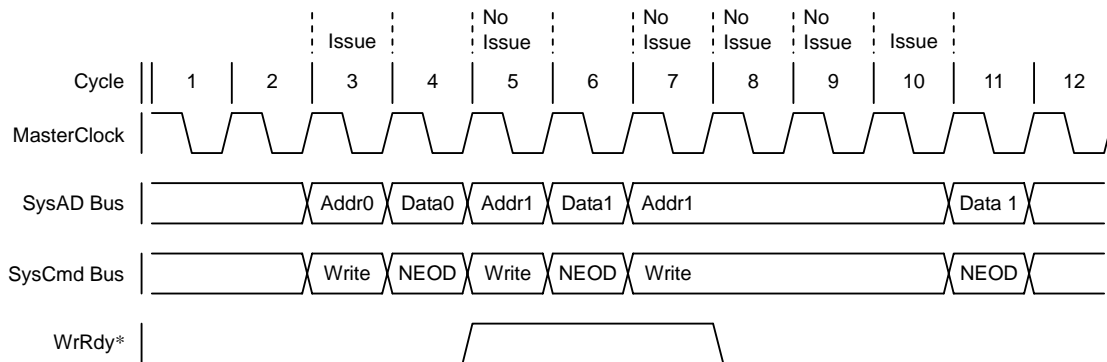 No No No No
Issue Issue Issue Issue Issue Issue
Cycle 1 2 3 4 5 6 7 8 9 10 11 12
MasterClock
SysAD Bus Addr0 Data0 Addr1 Data1 Addr1 Data 1
SysCmd Bus Write NEOD Write NEOD Write NEOD
WrRdy*